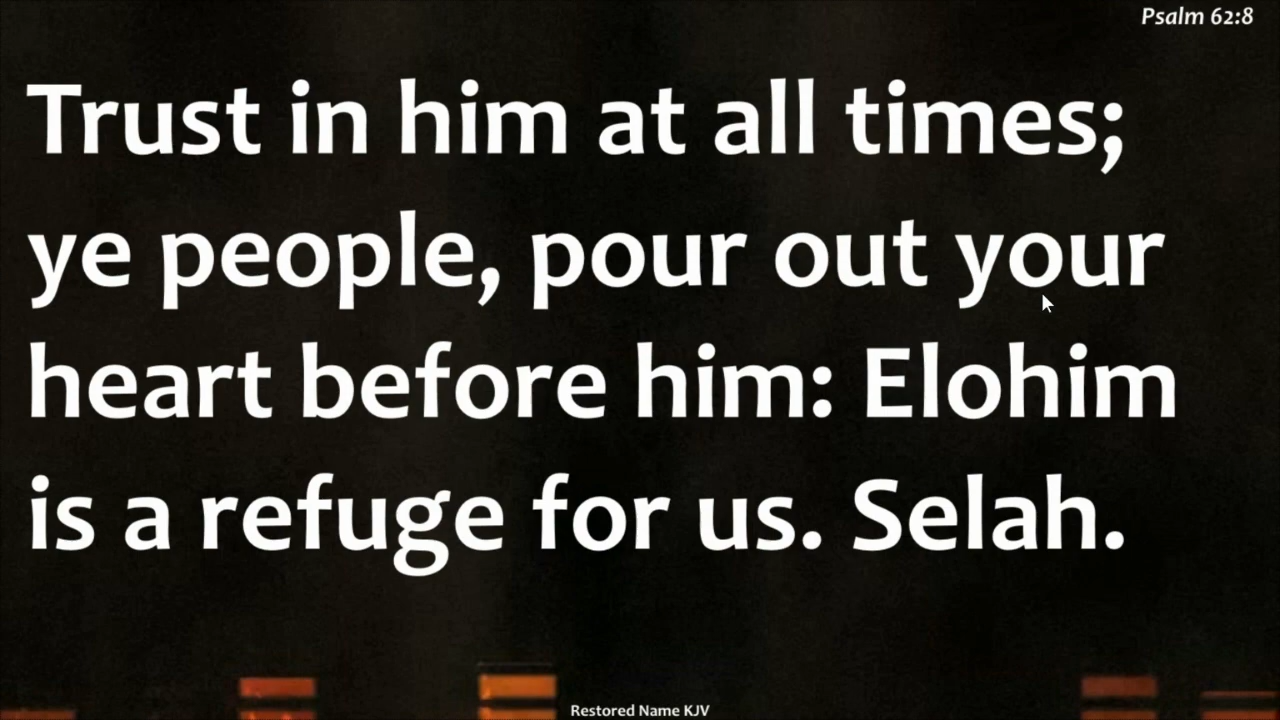 Psalm 62:8
Trust in him at all times;
ye people, pour out your
heart before him: Elohim
is a refuge for us. Selah.
Restored Name KJV